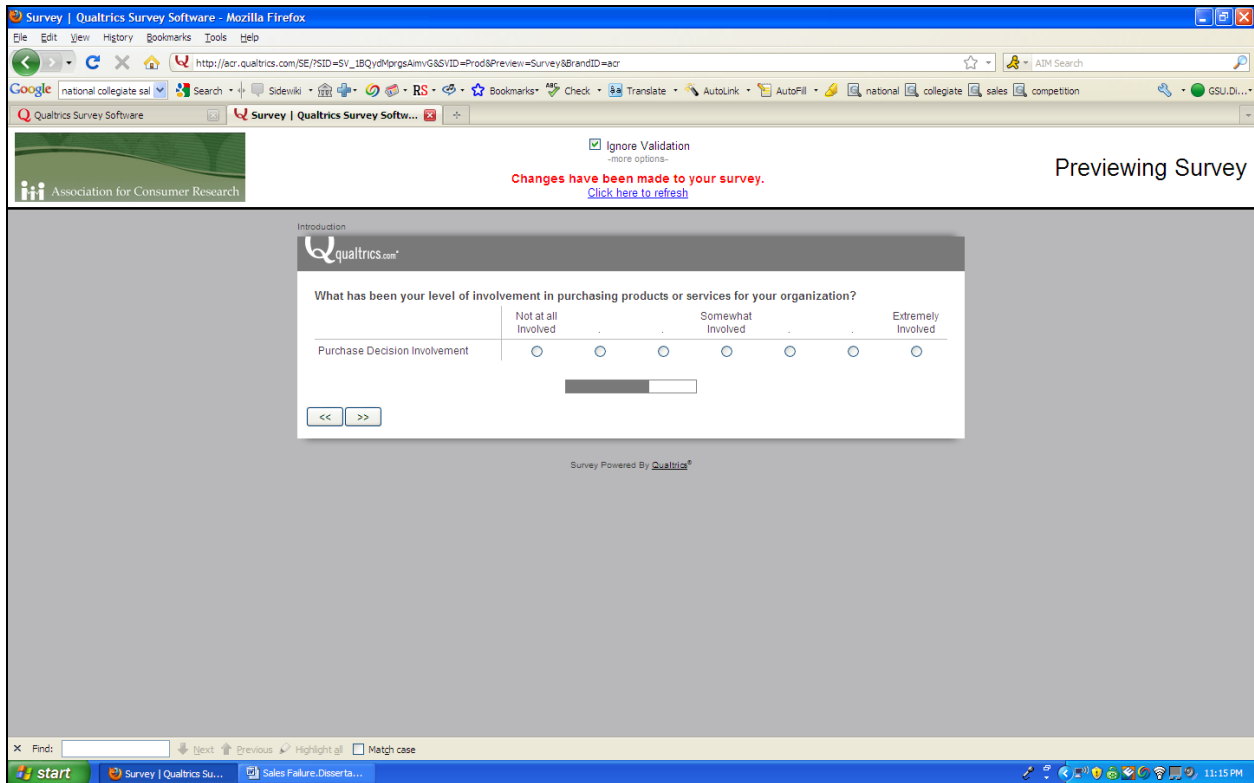 Survey | Qualtrics Survey Software - Mozilla Firefox
File Edit View History Bookmarks Tools Help
http://acr.qualtrics.com/SE/?SID=SV_1BQydMprgsAimvG&SVID=Prod&Preview=Survey&BrandID=acr AIM Search
Google national collegiate sal Search Sidewiki RS Bookmarks ABC Check aā Translate AutoLink AutoFill national collegiate sales competition GSU.Di...
Qualtrics Survey Software Survey | Qualtrics Survey Softw...
Ignore Validation
-more options-
Previewing Survey
Changes have been made to your survey.
Association for Consumer Research Click here to refresh
Introduction
qualtrics.com
What has been your level of involvement in purchasing products or services for your organization?
Not at all Somewhat Extremely
Involved . . Involved . . Involved
Purchase Decision Involvement
<< >>
Survey Powered By Qualtrics®
× Find: Next Previous Highlight all Match case
start Survey | Qualtrics Su... Sales Failure.Disserta... 11:15 PM